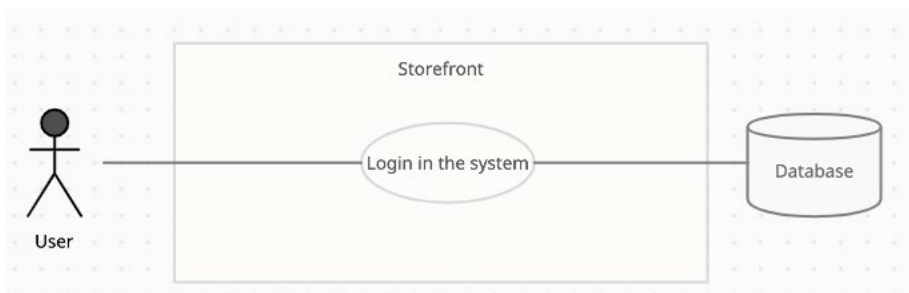 Storefront
Login in the system
Database
User